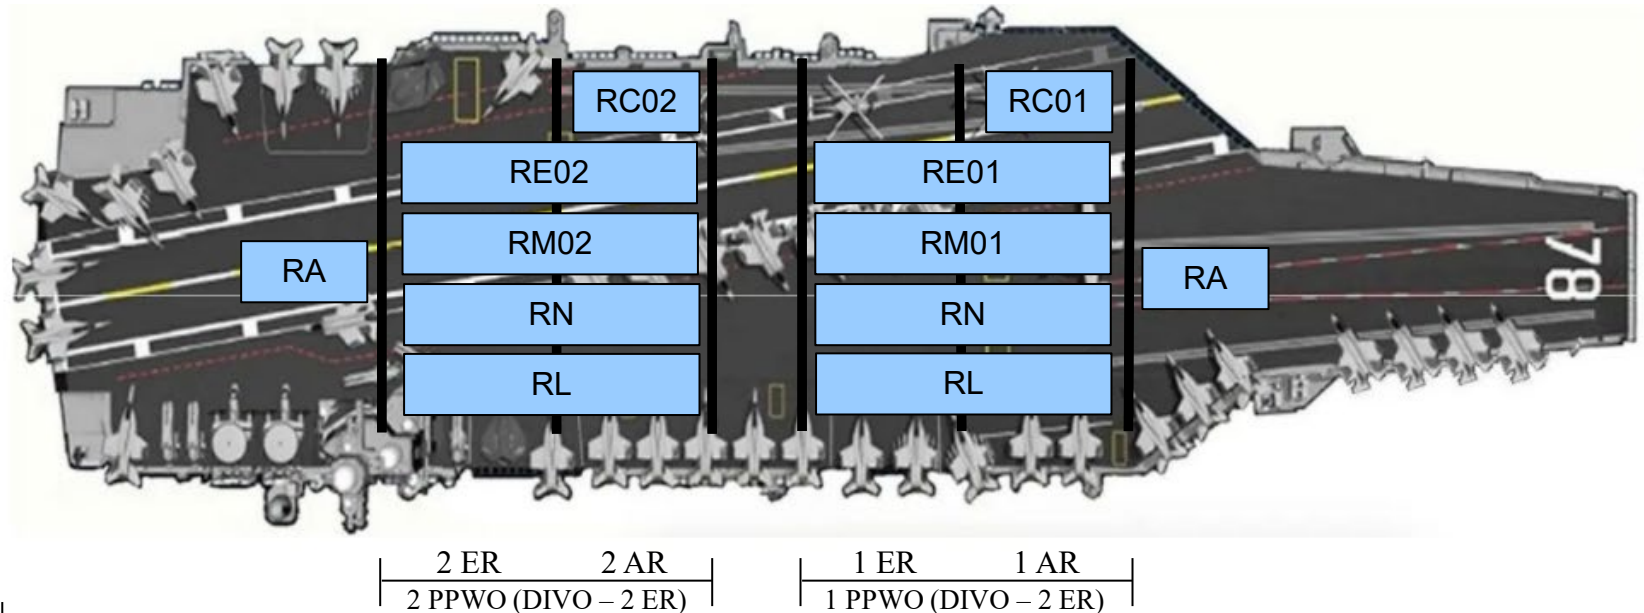 RC02
RC01
RE02
RE01
RM02
RM01
RA
RA
RN
RN
RL
RL
78
2 ER 2 AR
1 ER 1 AR
2 PPWO (DIVO – 2 ER)
1 PPWO (DIVO – 2 ER)